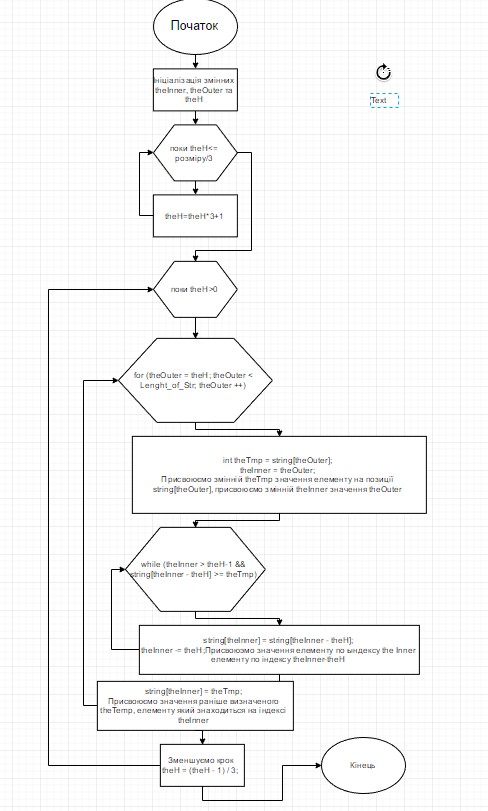 Початок
Text
Ініціалізація змінних
theInner, theOuter та
theH
поки theH<=
розміру/3
theH=theH*3+1
поки theH>0
for (theOuter = theH; theOuter <
Lenght_of_Str; theOuter ++)
int theTmp = string[theOuter];
theInner = theOuter;
Присвоюємо змінній theTmp значення елементу на позиції
string[theOuter], присвоюємо змінній theInner значення theOuter
while (theInner > theH-1 &&
string[theInner - theH] >= theTmp)
string[theInner] = string[theInner - theH];
theInner -= theH;Присвоюэмо значення елементу по ындексу the Inner
елементу по індексу theInner-theH
string[theInner] = theTmp;
Присвоюємо значення раніше визначеного
theTemp, елементу який знаходиться на індексі
theInner
Зменшуємо крок
theH = (theH - 1) / 3;
Кінець